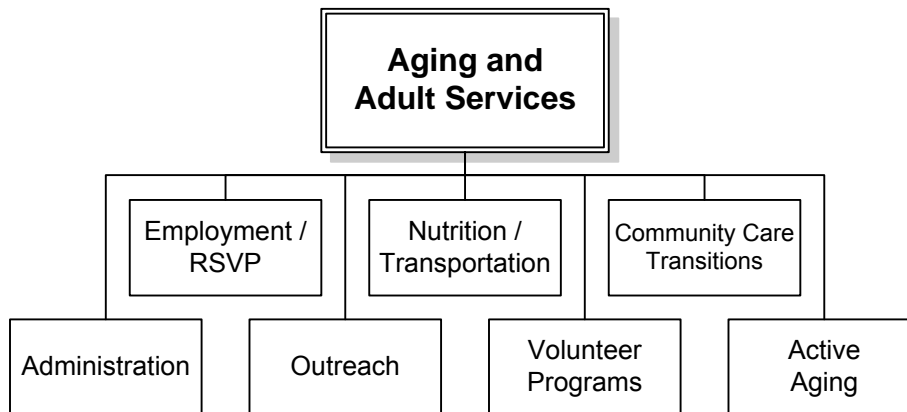 Aging and
Adult Services
Employment /
RSVP
Nutrition /
Transportation
Community Care
Transitions
Administration
Outreach
Volunteer
Programs
Active
Aging